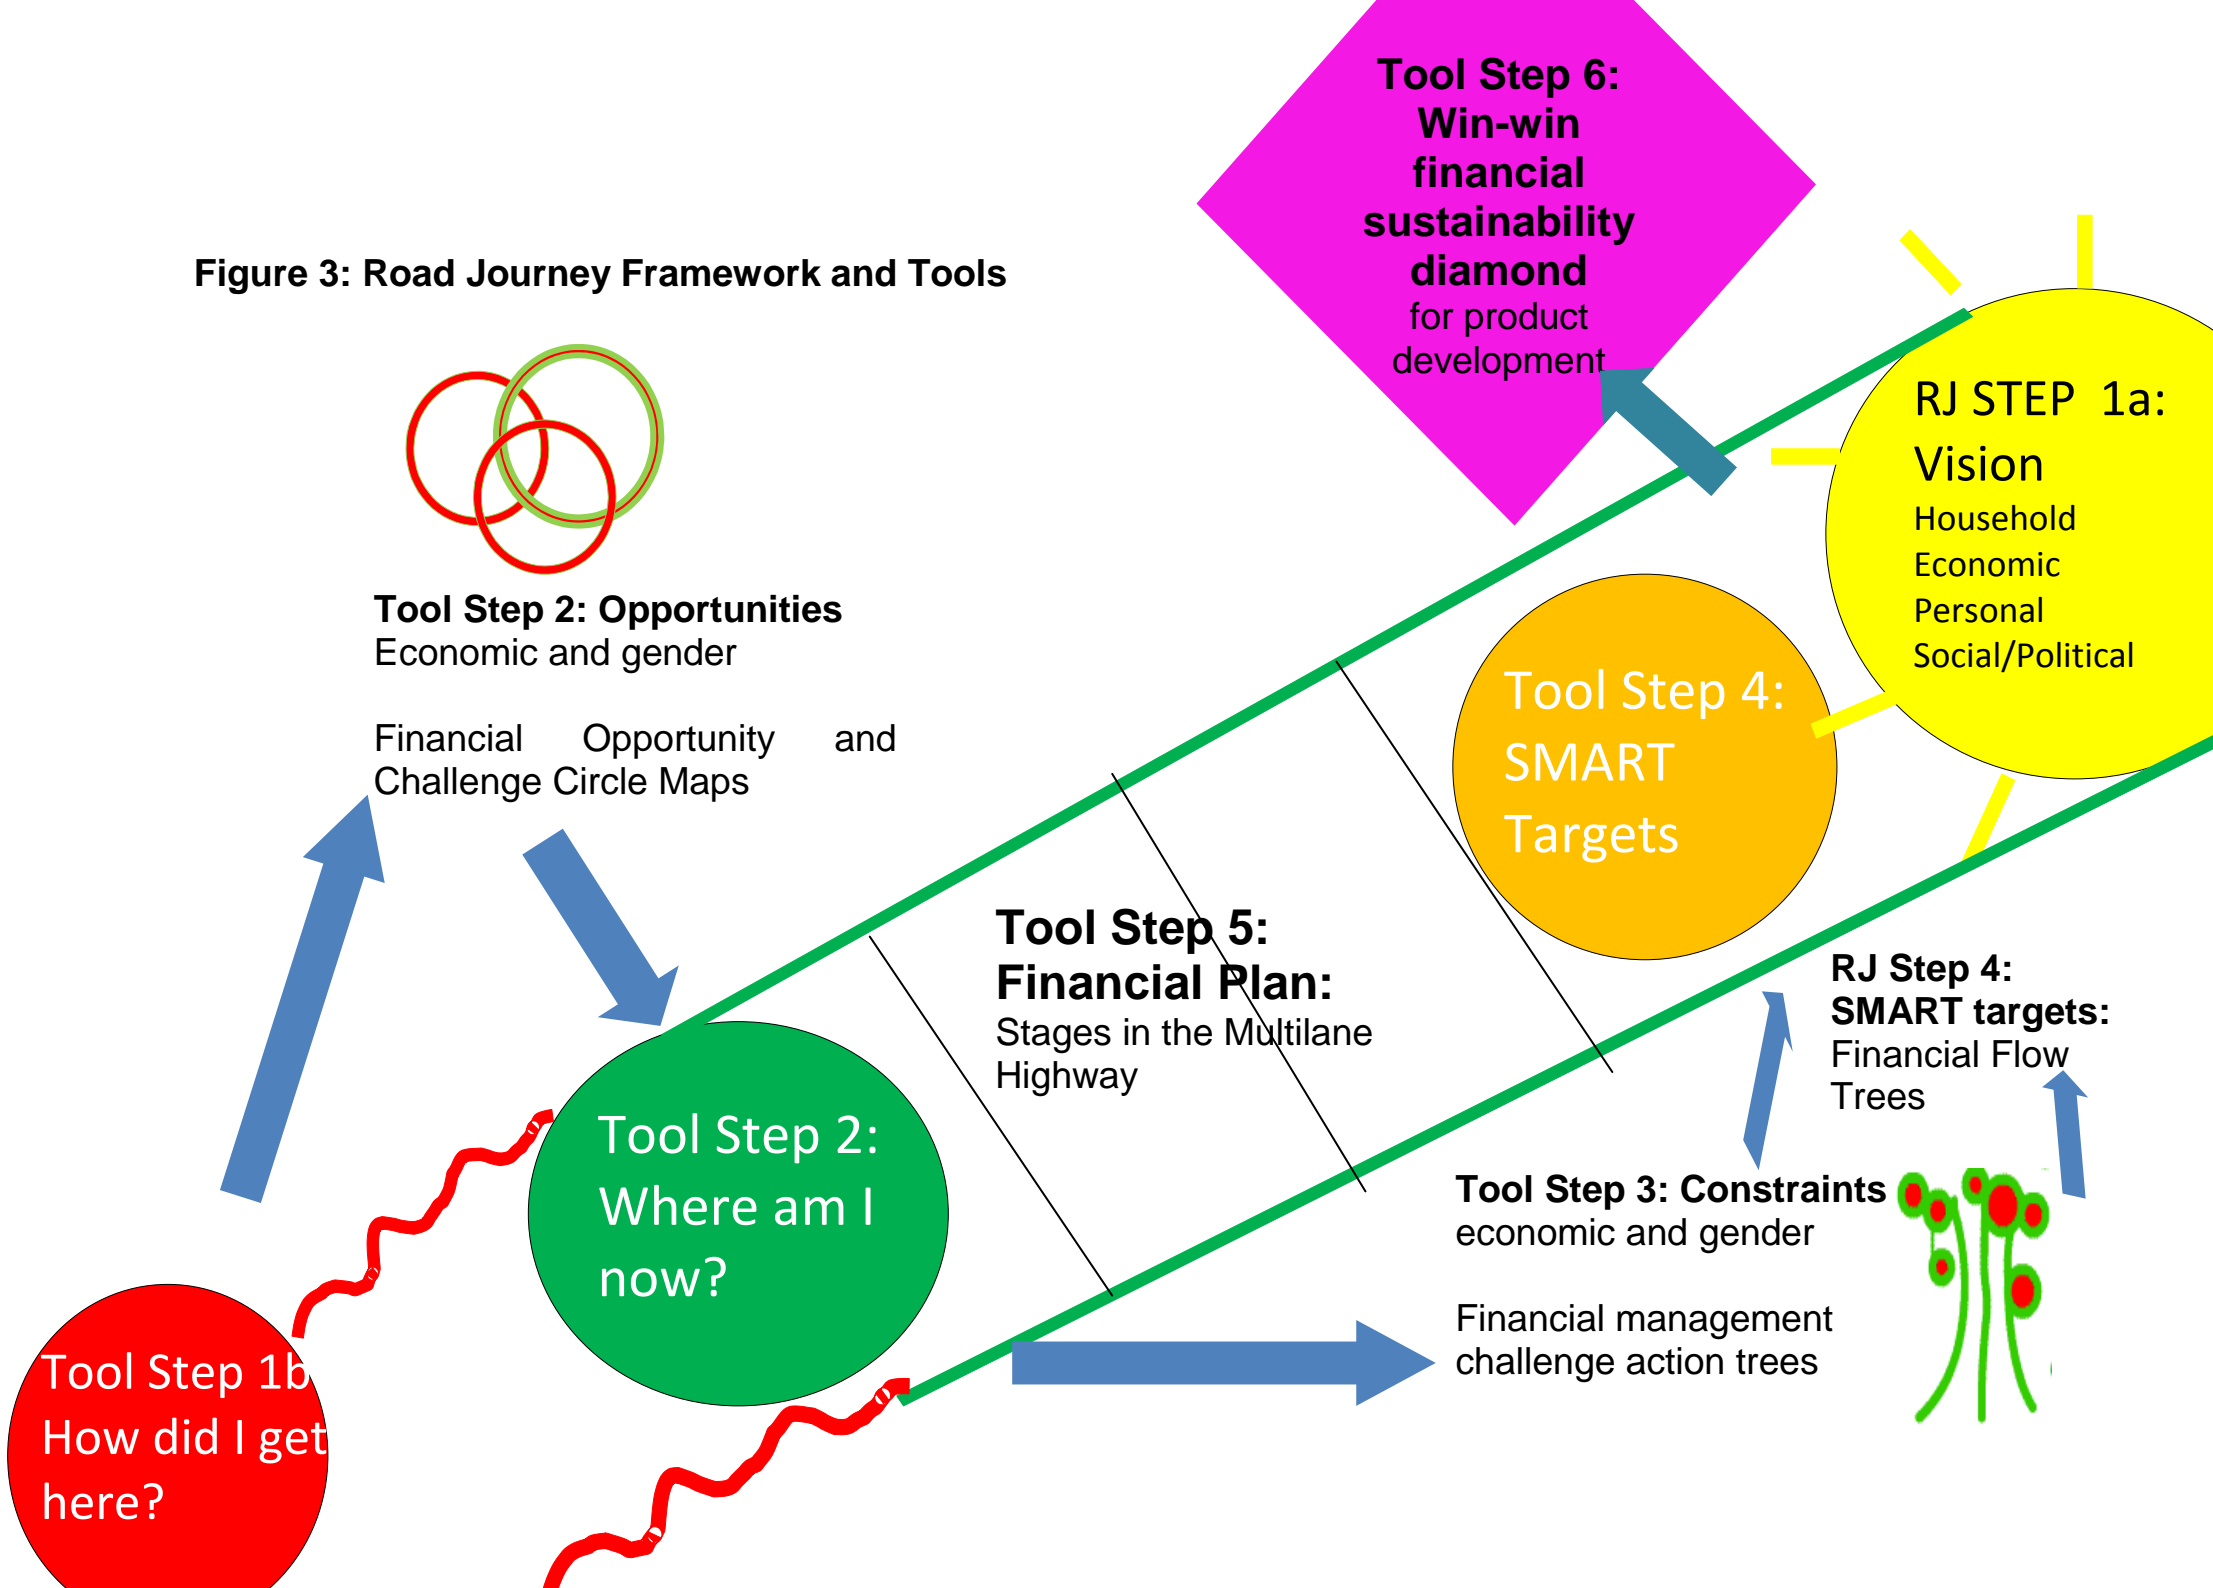 Tool Step 6:
Win-win
financial
sustainability
diamond
for product
development
Figure 3: Road Journey Framework and Tools
RJ STEP 1a:
Vision
Household
Economic
Personal
Social/Political
Tool Step 2: Opportunities
Economic and gender
Financial Opportunity and
Challenge Circle Maps
Tool Step 4:
SMART
Targets
Tool Step 5:
Financial Plan:
Stages in the Multilane
Highway
RJ Step 4:
SMART targets:
Financial Flow
Trees
Tool Step 2:
Where am I
now?
Tool Step 3: Constraints
economic and gender
Financial management
challenge action trees
Tool Step 1b
How did I get
here?